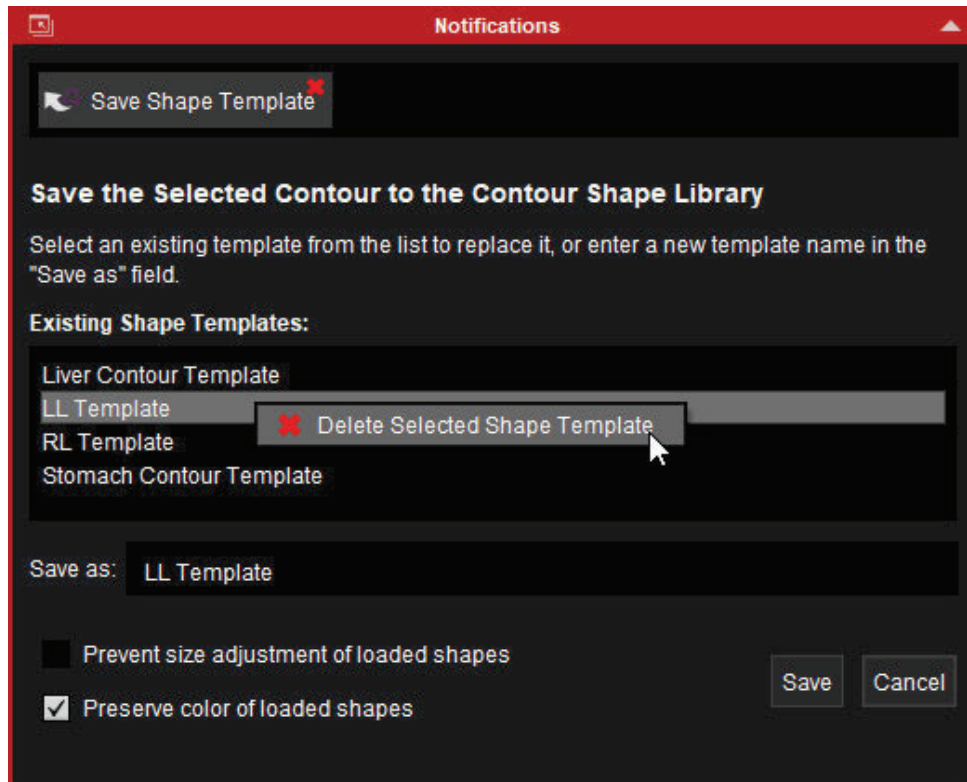 Notifications
Save Shape Template
Save the Selected Contour to the Contour Shape Library
Select an existing template from the list to replace it, or enter a new template name in the
"Save as" field.
Existing Shape Templates:
Liver Contour Template
LL Template
Delete Selected Shape Template
RL Template
Stomach Contour Template
Save as: LL Template
Prevent size adjustment of loaded shapes
Save Cancel
Preserve color of loaded shapes